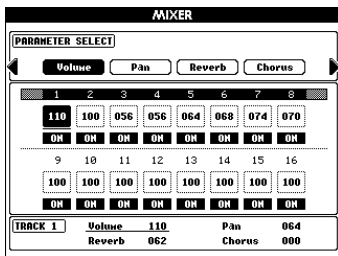 MIXER
PARAMETER SELECT
Volume Pan Reverb Chorus
1 2 3 4 5 6 7 8
110 100 056 056 064 068 074 070
ON ON ON ON ON ON ON ON
9 10 11 12 13 14 15 16
100 100 100 100 100 100 100 100
ON ON ON ON ON ON ON ON
TRACK 1 Volume 110 Pan 064
Reverb 062 Chorus 000